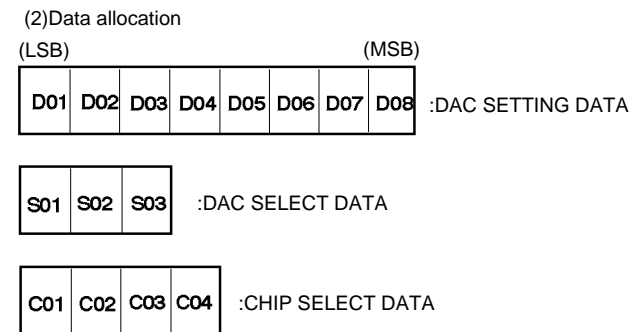 (2)Data allocation
(LSB) (MSB)
D01 D02 D03 D04 D05 D06 D07 D08 :DAC SETTING DATA
S01 S02 S03 :DAC SELECT DATA
C01 C02 C03 C04 :CHIP SELECT DATA